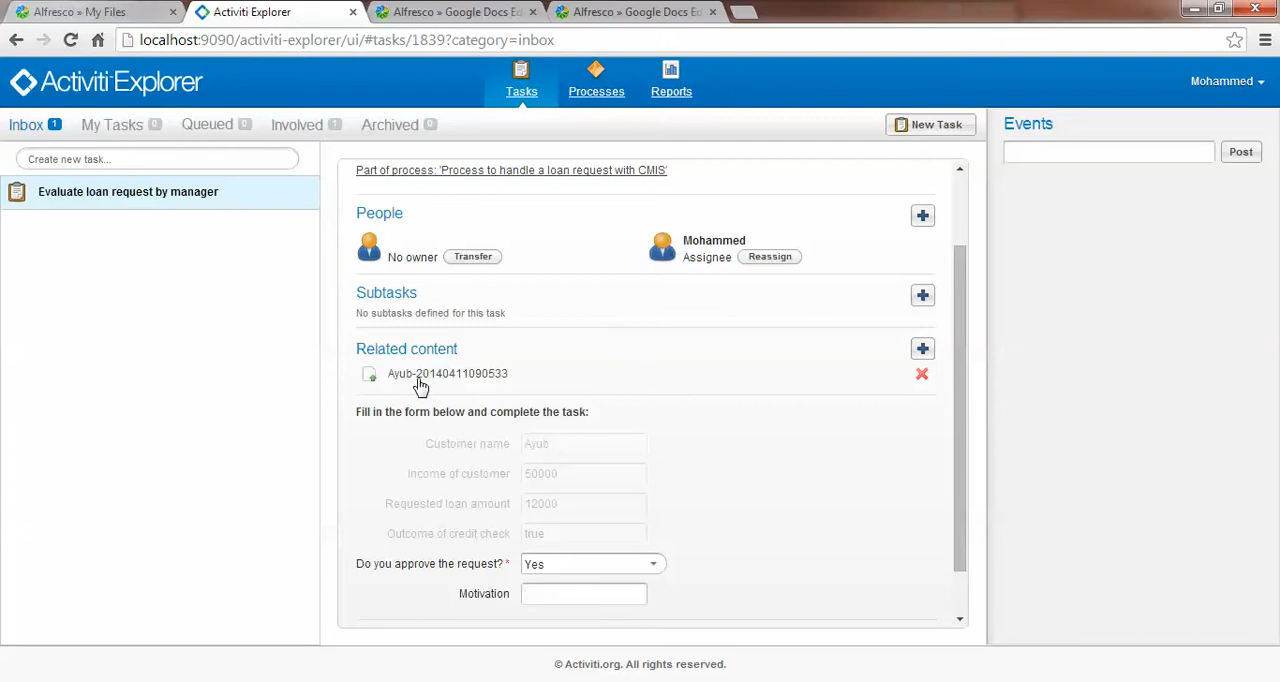 Alfresco » My Files
Activiti Explorer
Alfresco » Google Docs Ed
Alfresco » Google Docs Ed
localhost:9090/activiti-explorer/ui/#tasks/1839?category=inbox
Activiti Explorer
Tasks
Processes
Reports
Mohammed
Inbox 1
My Tasks 0
Queued 0
Involved 1
Archived 0
New Task
Events
Create new task...
Post
Evaluate loan request by manager
Part of process: 'Process to handle a loan request with CMIS'
People
No owner
Transfer
Mohammed
Assignee
Reassign
Subtasks
No subtasks defined for this task
Related content
Ayub-20140411090533
Fill in the form below and complete the task:
Customer name Ayub
Income of customer 50000
Requested loan amount 12000
Outcome of credit check true
Do you approve the request? * Yes
Motivation
© Activiti.org. All rights reserved.